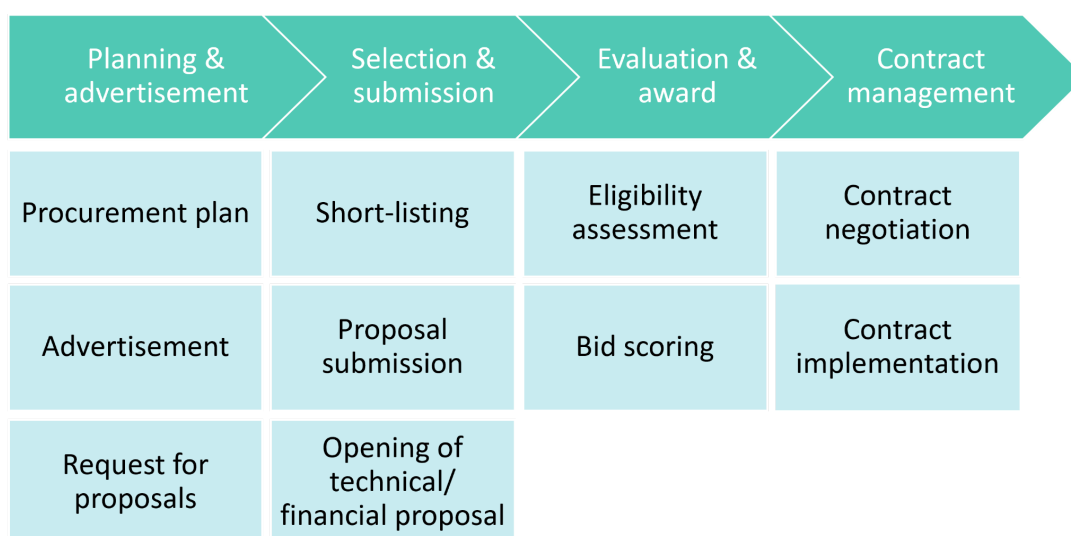 Planning &
advertisement
Selection &
submission
Evaluation &
award
Contract
management
Procurement plan
Short-listing
Eligibility
assessment
Contract
negotiation
Advertisement
Proposal
submission
Bid scoring
Contract
implementation
Request for
proposals
Opening of
technical/
financial proposal